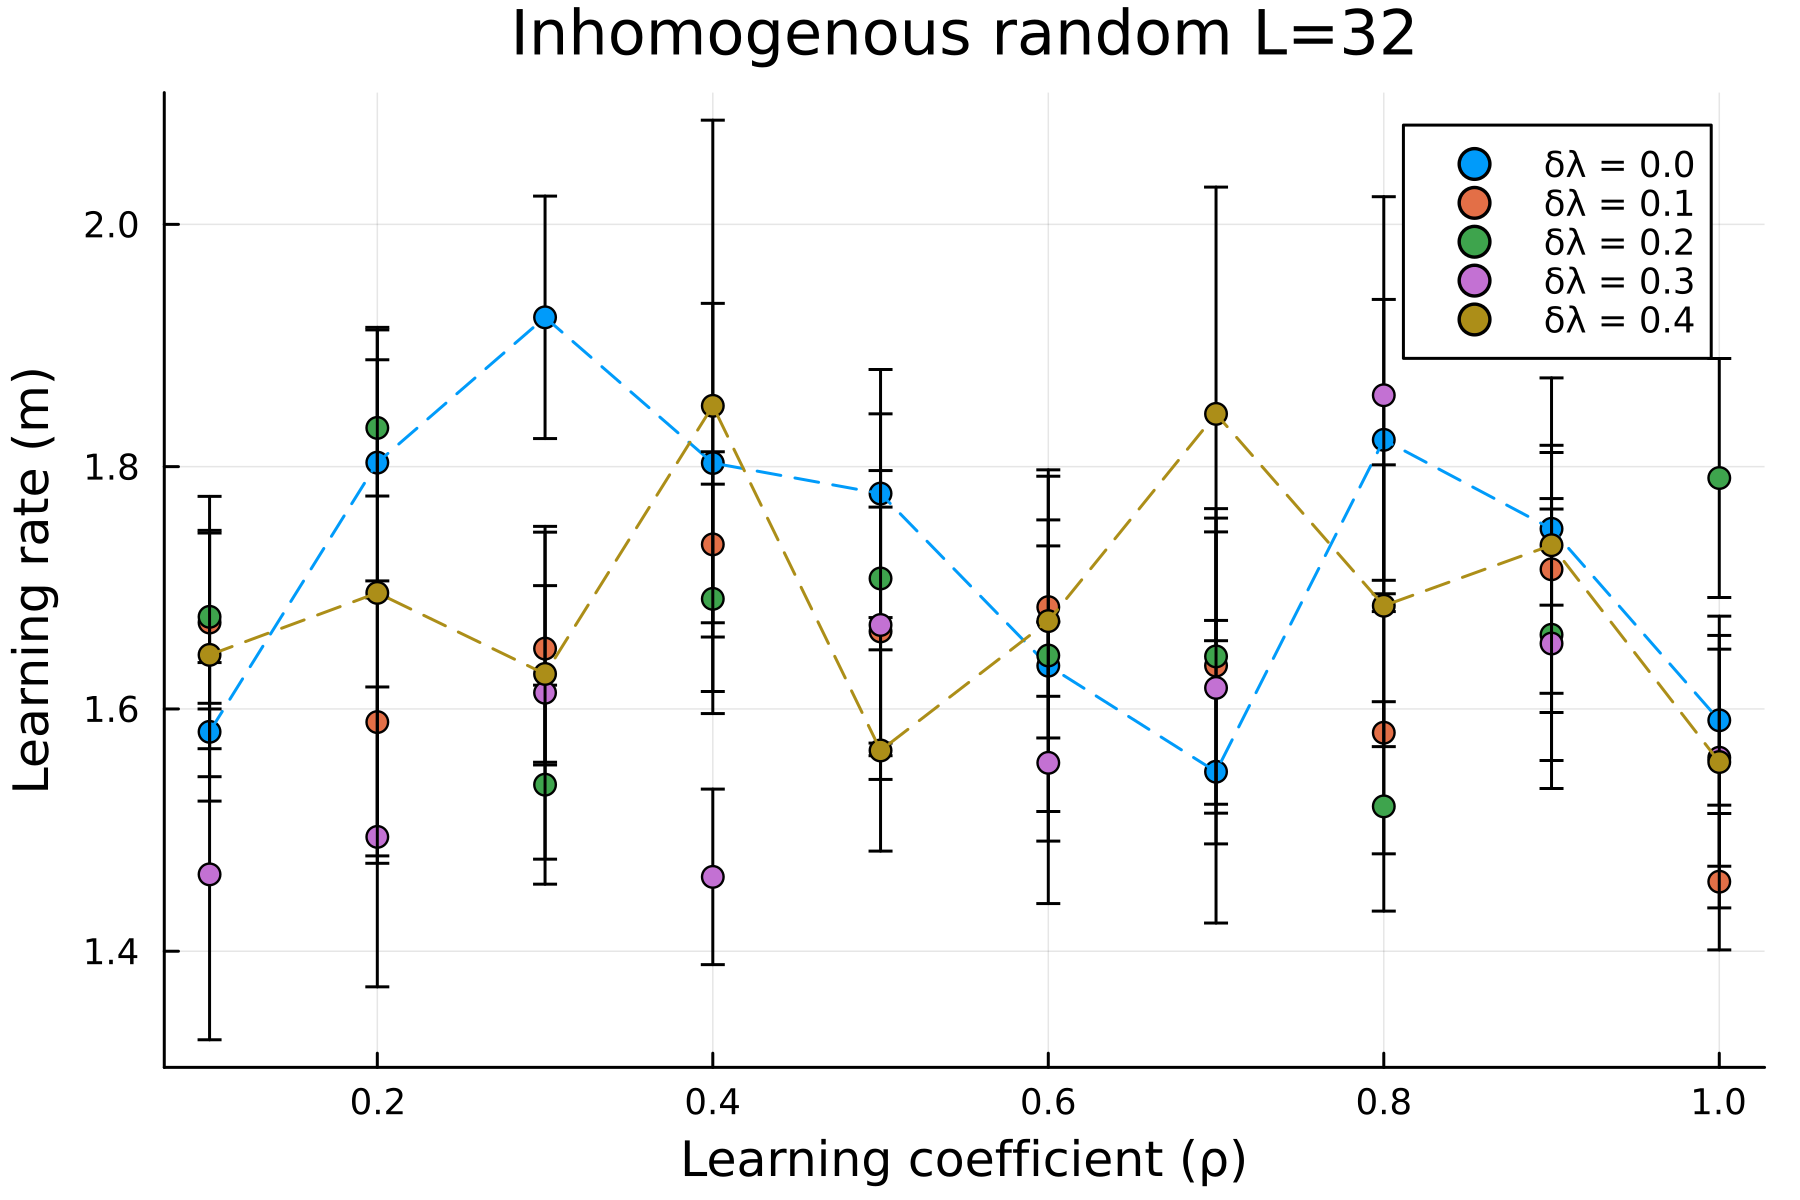 Inhomogenous random L=32
δλ = 0.0
δλ = 0.1
δλ = 0.2
δλ = 0.3
δλ = 0.4
2.0
1.8
1.6
1.4
Learning rate (m)
0.2 0.4 0.6 0.8 1.0
Learning coefficient (ρ)